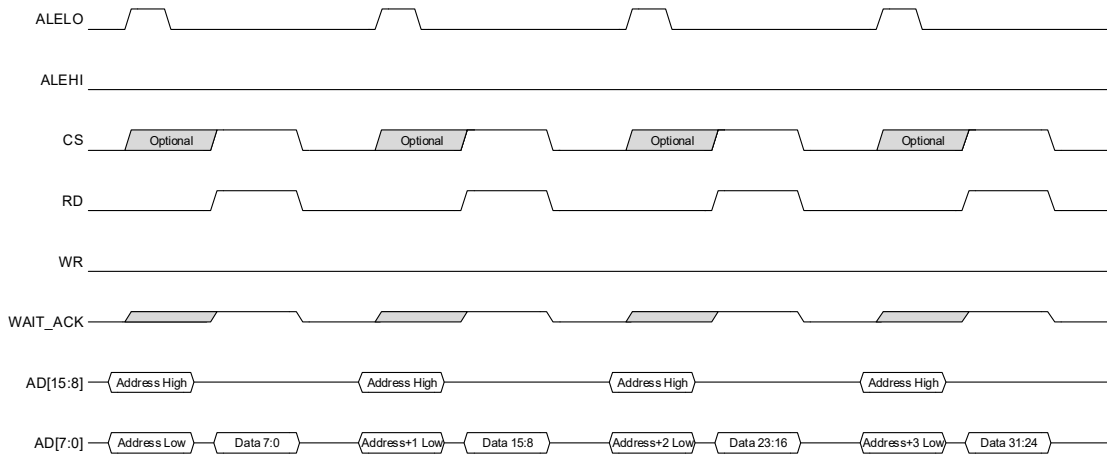 ALELO
ALEHI
CS
Optional
Optional
Optional
Optional
RD
WR
WAIT_ACK
AD[15:8]
Address High
Address High
Address High
Address High
AD[7:0]
Address Low
Data 7:0
Address+1 Low
Data 15:8
Address+2 Low
Data 23:16
Address+3 Low
Data 31:24